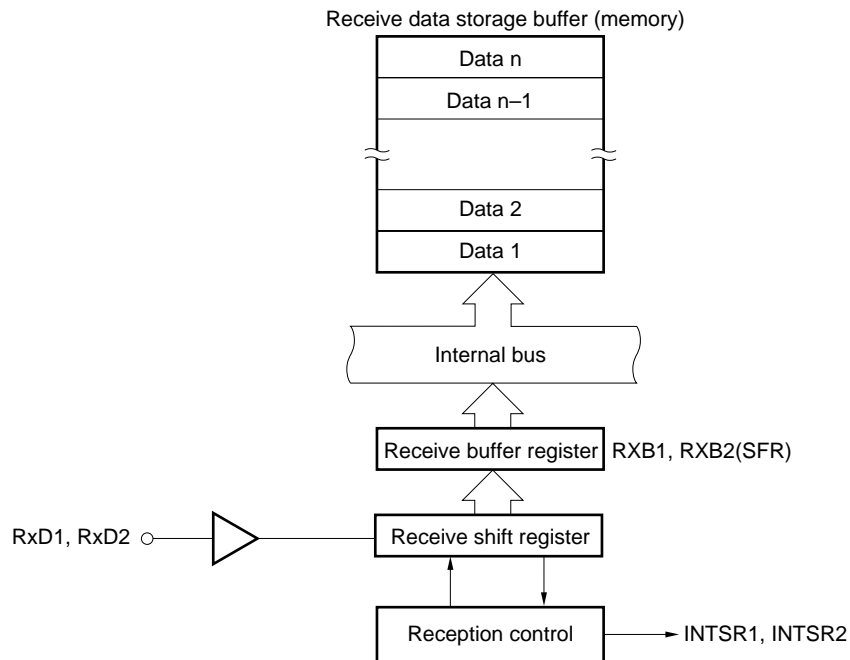 Receive data storage buffer (memory)
Data n
Data n–1
Data 2
Data 1
Internal bus
Receive buffer register
RXB1, RXB2(SFR)
RxD1, RxD2
Receive shift register
Reception control
INTSR1, INTSR2